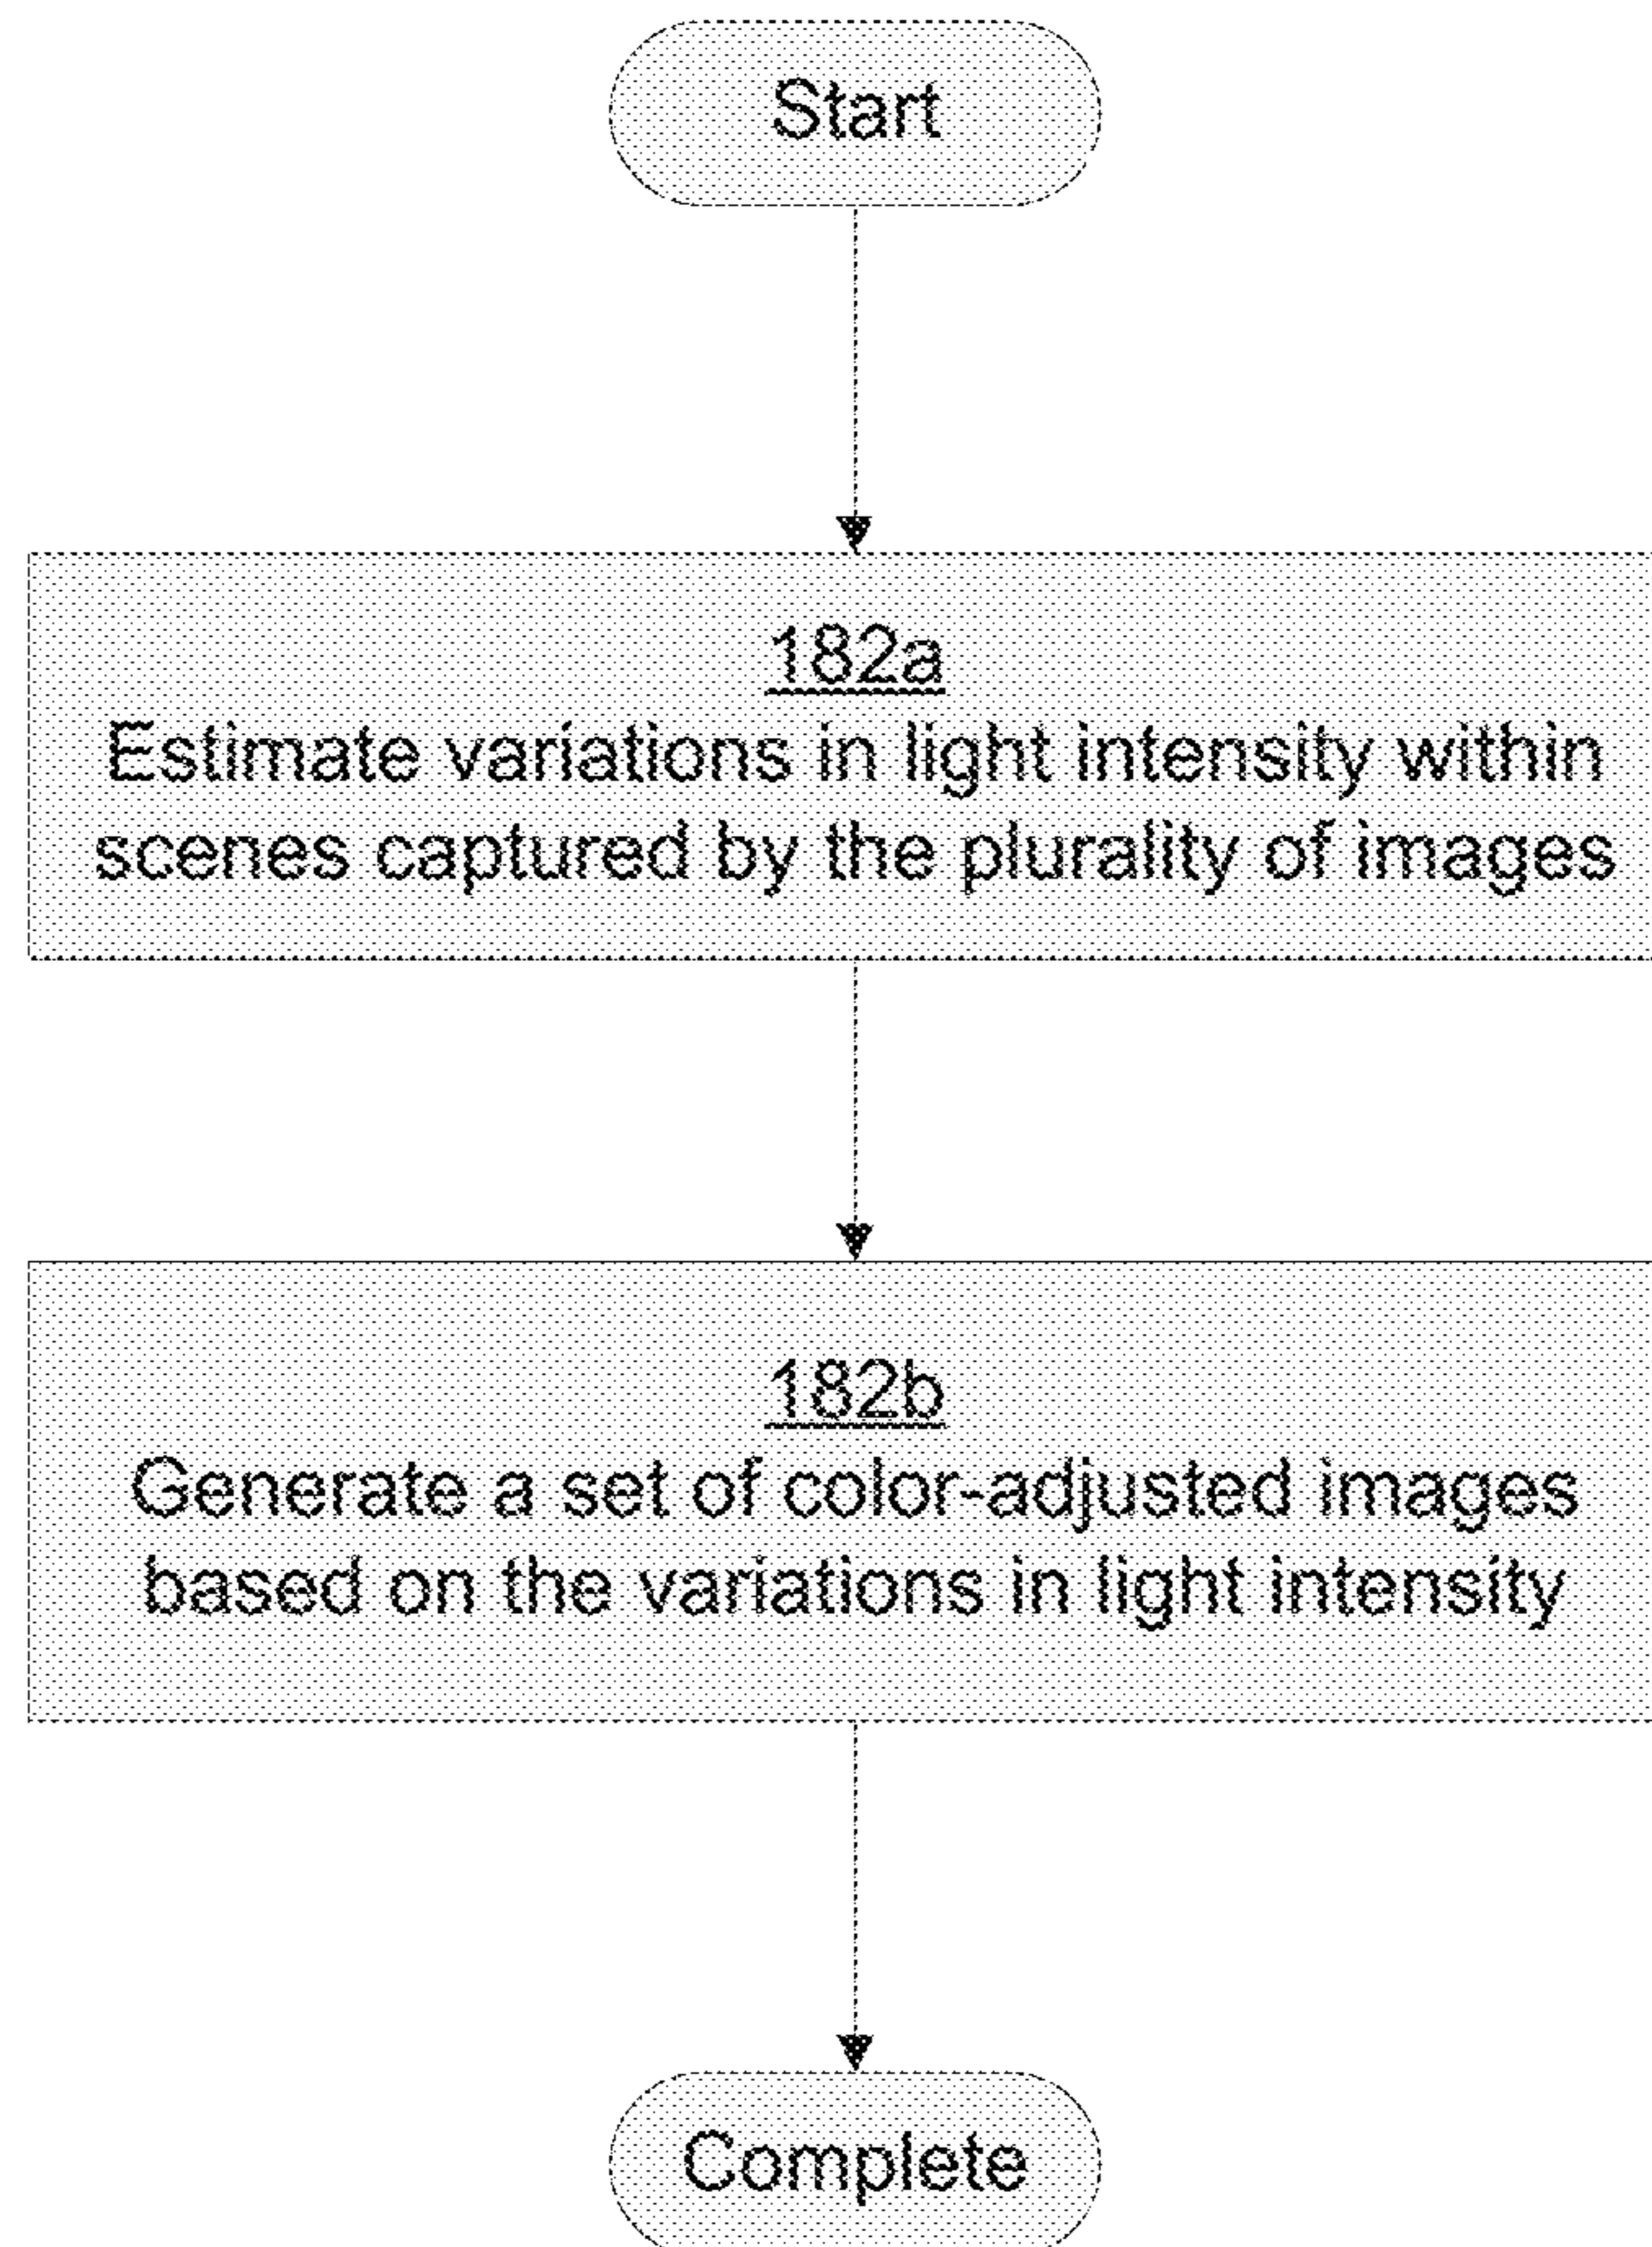 Start
182a
Estimate variations in light intensity within
scenes captured by the plurality of images
182b
Generate a set of color-adjusted images
based on the variations in light intensity
Complete